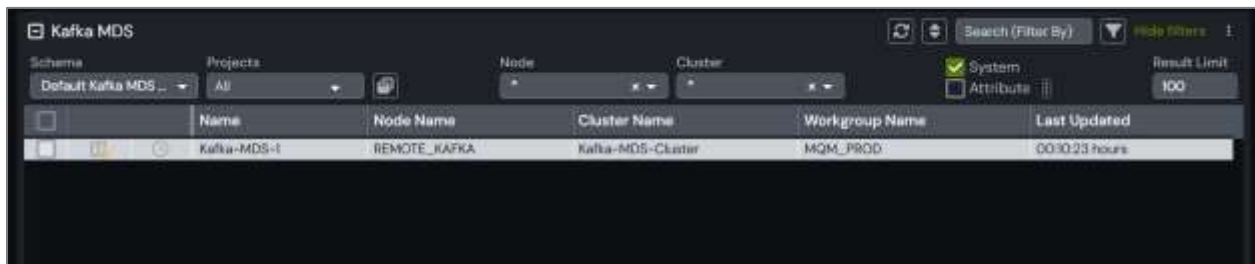 Kafka MDS
Search (Filter By)
Hide filters
Schema
Projects
Node
Cluster
System
Result Limit
Default Kafka MDS ...
All
*
*
Attribute
100
Name
Node Name
Cluster Name
Workgroup Name
Last Updated
Kafka-MDS-1
REMOTE_KAFKA
Kafka-MDS-Cluster
MQM_PROD
00:10:23 hours